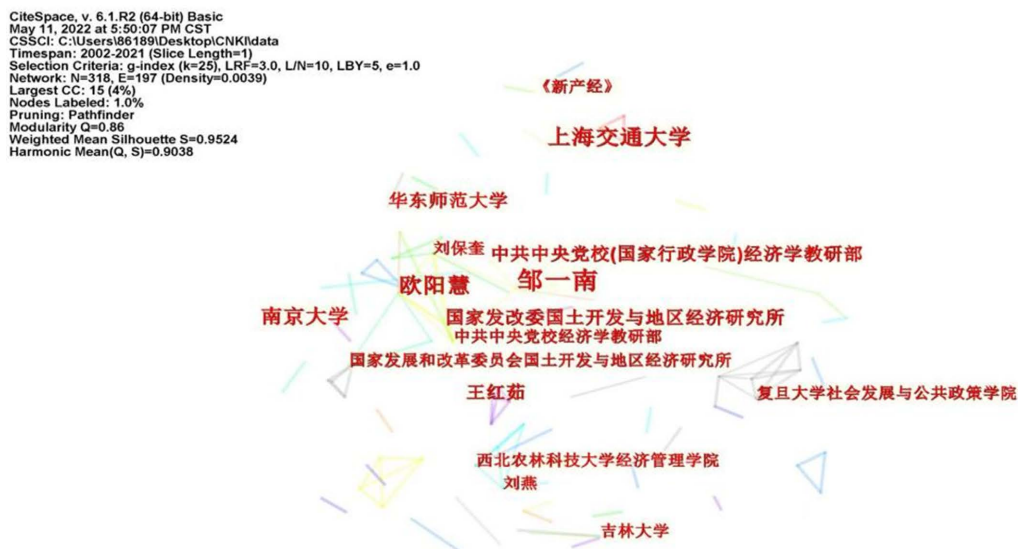 CiteSpace, v. 6.1.R2 (64-bit) Basic
May 11, 2022 at 5:50:07 PM CST
CSSCI: C:\Users\86189\Desktop\CNKI\data
Timespan: 2002-2021 (Slice Length=1)
Selection Criteria: g-index (k=25), LRF=3.0, L/N=10, LBY=5, e=1.0
Network: N=318, E=197 (Density=0.0039)
Largest CC: 15 (4%)
Nodes Labeled: 1.0%
Pruning: Pathfinder
Modularity Q=0.86
Weighted Mean Silhouette S=0.9524
Harmonic Mean(Q, S)=0.9038
《新产经》
上海交通大学
华东师范大学
刘保奎
中共中央党校(国家行政学院)经济学教研部
欧阳慧
邹一南
南京大学
国家发改委国土开发与地区经济研究所
中共中央党校经济学教研部
国家发展和改革委员会国土开发与地区经济研究所
王红茹
复旦大学社会发展与公共政策学院
西北农林科技大学经济管理学院
刘燕
吉林大学